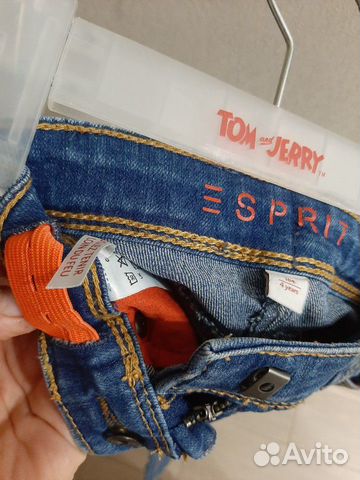 TOM and JERRY
ESPRIT
4 years
Avito